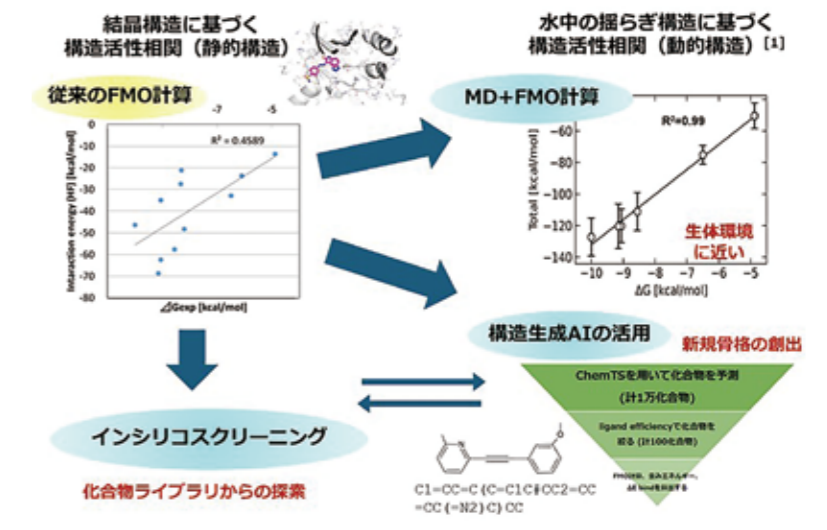 結晶構造に基づく
構造活性相関（静的構造）
従来のFMO計算
-7
-5
0
-10
-20
-30
-40
-50
-60
-70
-80
R² = 0.4589
Interaction energy (HF) [kcal/mol]
⊿Gexp [kcal/mol]
水中の揺らぎ構造に基づく
構造活性相関（動的構造）[1]
MD+FMO計算
R²=0.99
Total [kcal/mol]
−60
−80
−100
−120
−140
生体環境
に近い
−10
−9
−8
−7
−6
−5
ΔG [kcal/mol]
構造生成AIの活用
新規骨格の創出
ChemTSを用いて化合物を予測
(計1万化合物)
ligand efficiencyで化合物を
絞る (計100化合物)
インシリコスクリーニング
化合物ライブラリからの探索
N
O
C1=CC=C(C=C1C#CC2=CC
=CC(=N2)C)CC